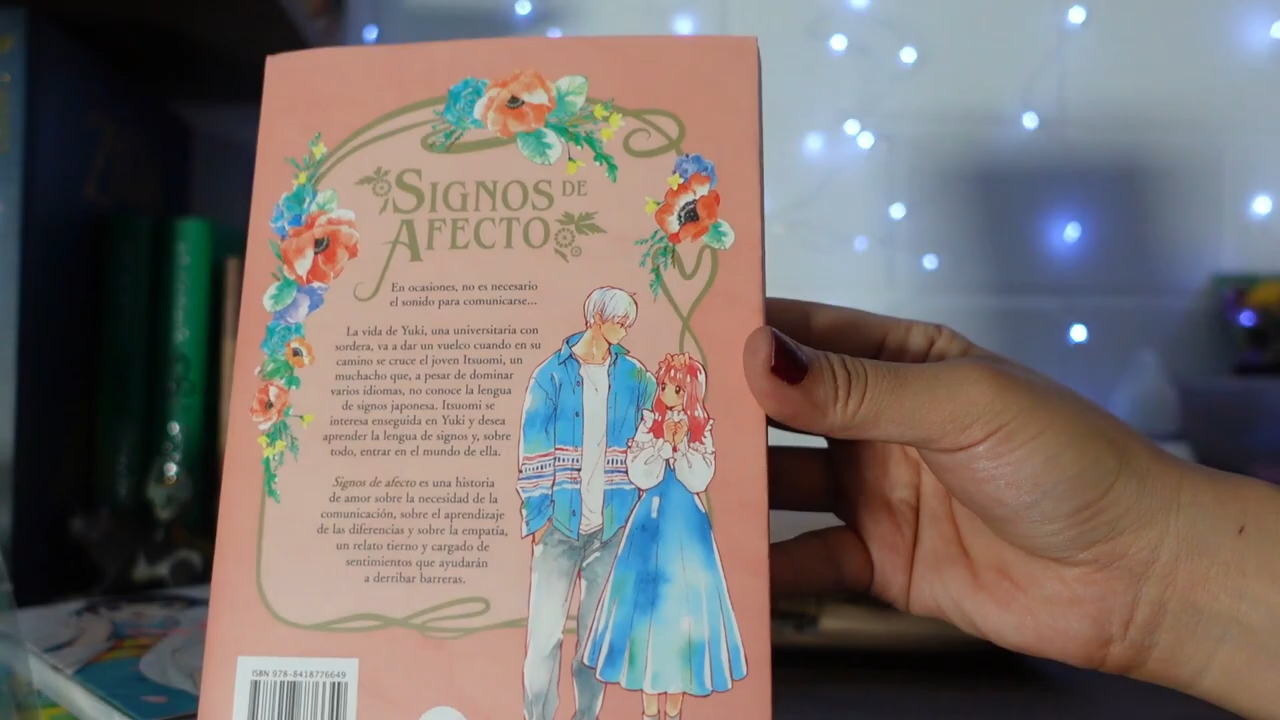 SIGNOS DE
AFECTO
En ocasiones, no es necesario
el sonido para comunicarse...
La vida de Yuki, una universitaria con
sordera, va a dar un vuelco cuando en su
camino se cruce el joven Itsuomi, un
muchacho que, a pesar de dominar
varios idiomas, no conoce la lengua
de signos japonesa. Itsuomi se
interesa enseguida en Yuki y desea
aprender la lengua de signos y, sobre
todo, entrar en el mundo de ella.
Signos de afecto es una historia
de amor sobre la necesidad de la
comunicación, sobre el aprendizaje
de las diferencias y sobre la empatía,
un relato tierno y cargado de
sentimientos que ayudarán
a derribar barreras.
ISBN 978-8418776649